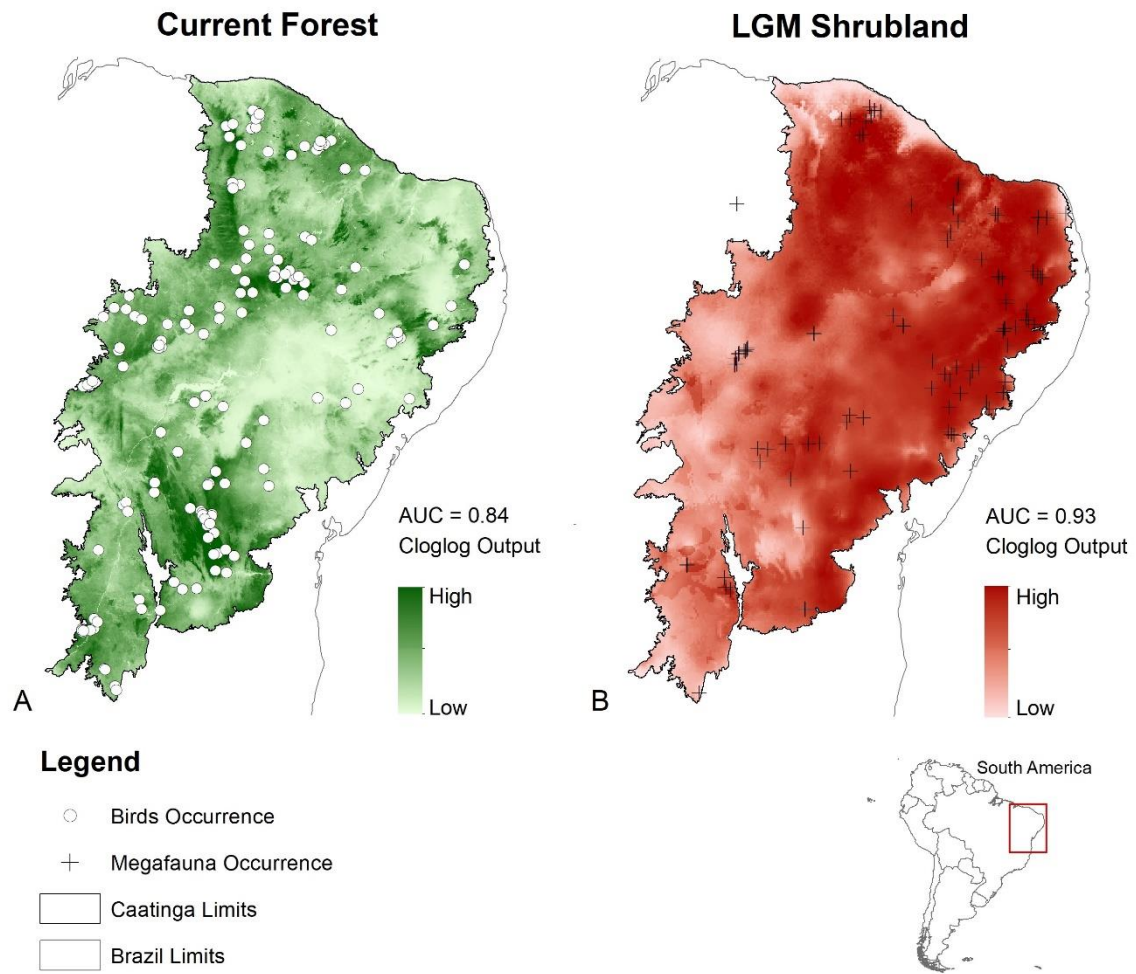 Current Forest
LGM Shrubland
AUC = 0.84
Cloglog Output
High
Low
A
AUC = 0.93
Cloglog Output
High
Low
B
Legend
Birds Occurrence
Megafauna Occurrence
Caatinga Limits
Brazil Limits
South America